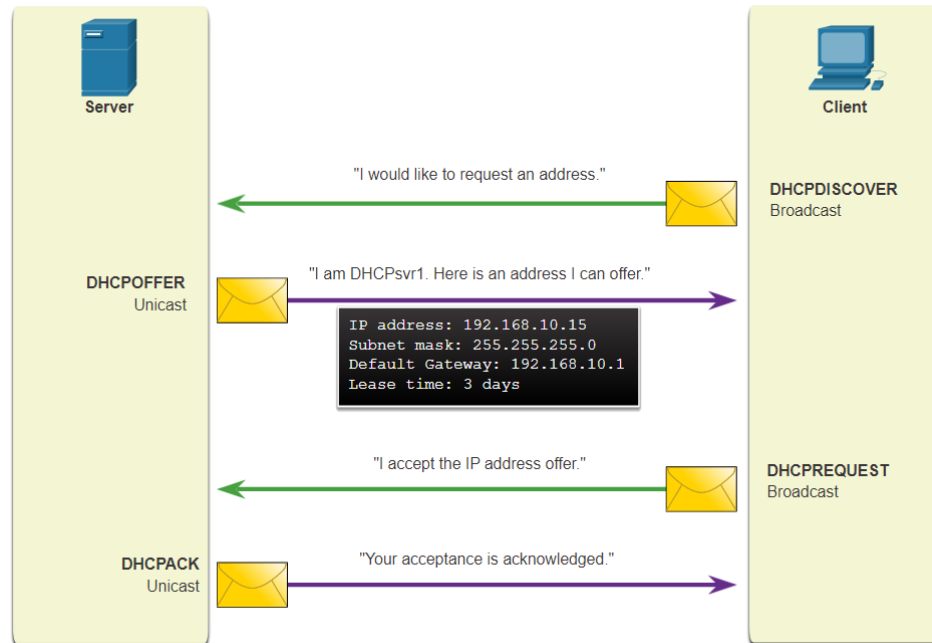 Server
Client
"I would like to request an address."
DHCPDISCOVER
Broadcast
"I am DHCPsvr1. Here is an address I can offer."
DHCPOFFER
Unicast
IP address: 192.168.10.15
Subnet mask: 255.255.255.0
Default Gateway: 192.168.10.1
Lease time: 3 days
"I accept the IP address offer."
DHCPREQUEST
Broadcast
"Your acceptance is acknowledged."
DHCPACK
Unicast